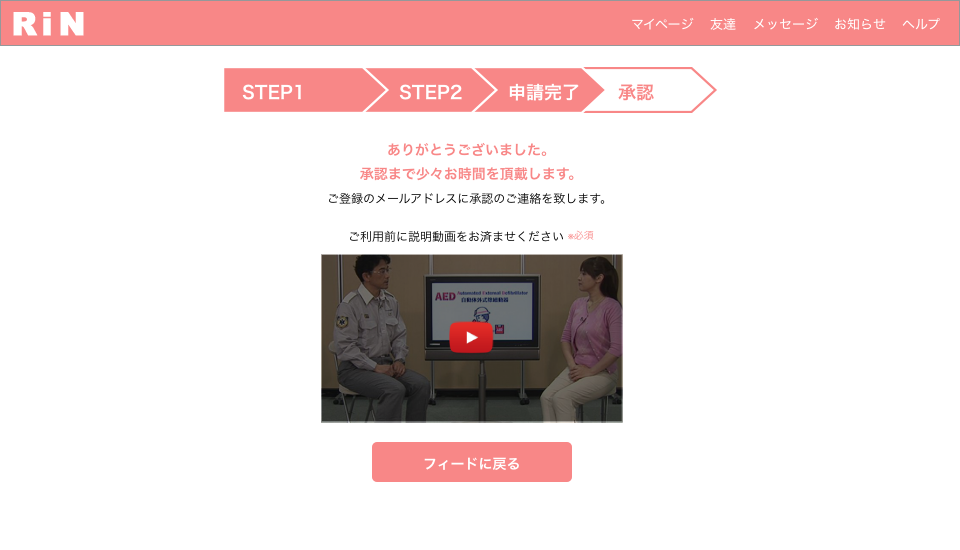 RiN
マイページ 友達 メッセージ お知らせ ヘルプ
STEP1 STEP2 申請完了 承認
ありがとうございました。
承認まで少々お時間を頂戴します。
ご登録のメールアドレスに承認のご連絡を致します。
ご利用前に説明動画をお済ませください ※必須
AED Automated External Defibrillator
自動体外式除細動器
フィードに戻る